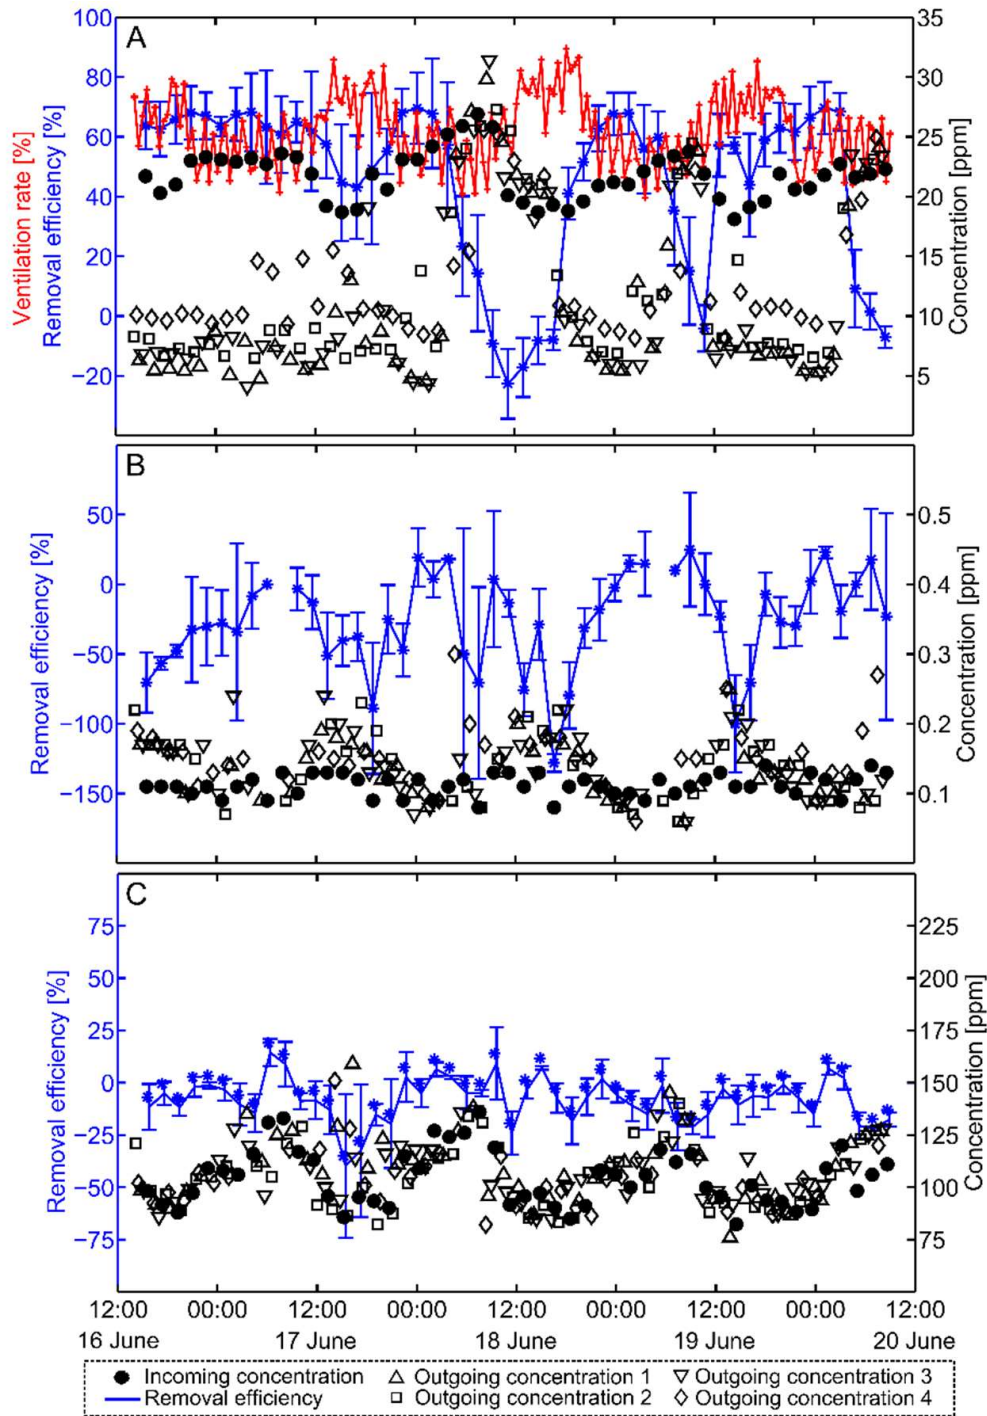 A
Ventilation rate [%]
Removal efficiency [%]
100
80
60
40
20
0
−20
35
30
25
20
15
10
5
Concentration [ppm]
B
Removal efficiency [%]
50
0
−50
−100
−150
0.5
0.4
0.3
0.2
0.1
Concentration [ppm]
C
Removal efficiency [%]
75
50
25
0
−25
−50
−75
225
200
175
150
125
100
75
Concentration [ppm]
12:00 00:00 12:00 00:00 12:00 00:00 12:00 00:00 12:00
16 June 17 June 18 June 19 June 20 June
Incoming concentration Outgoing concentration 1 Outgoing concentration 3
Removal efficiency Outgoing concentration 2 Outgoing concentration 4